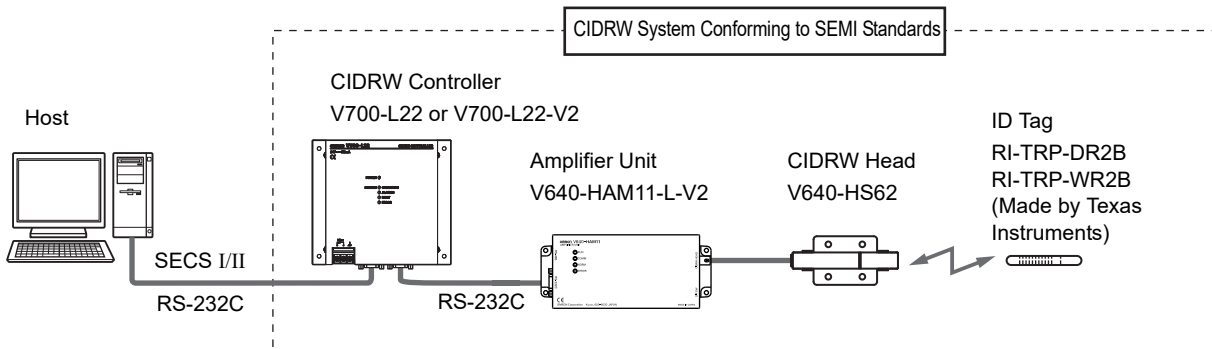 CIDRW System Conforming to SEMI Standards
Host
CIDRW Controller
V700-L22 or V700-L22-V2
Amplifier Unit
V640-HAM11-L-V2
CIDRW Head
V640-HS62
ID Tag
RI-TRP-DR2B
RI-TRP-WR2B
(Made by Texas
Instruments)
SECS I/II
RS-232C
RS-232C